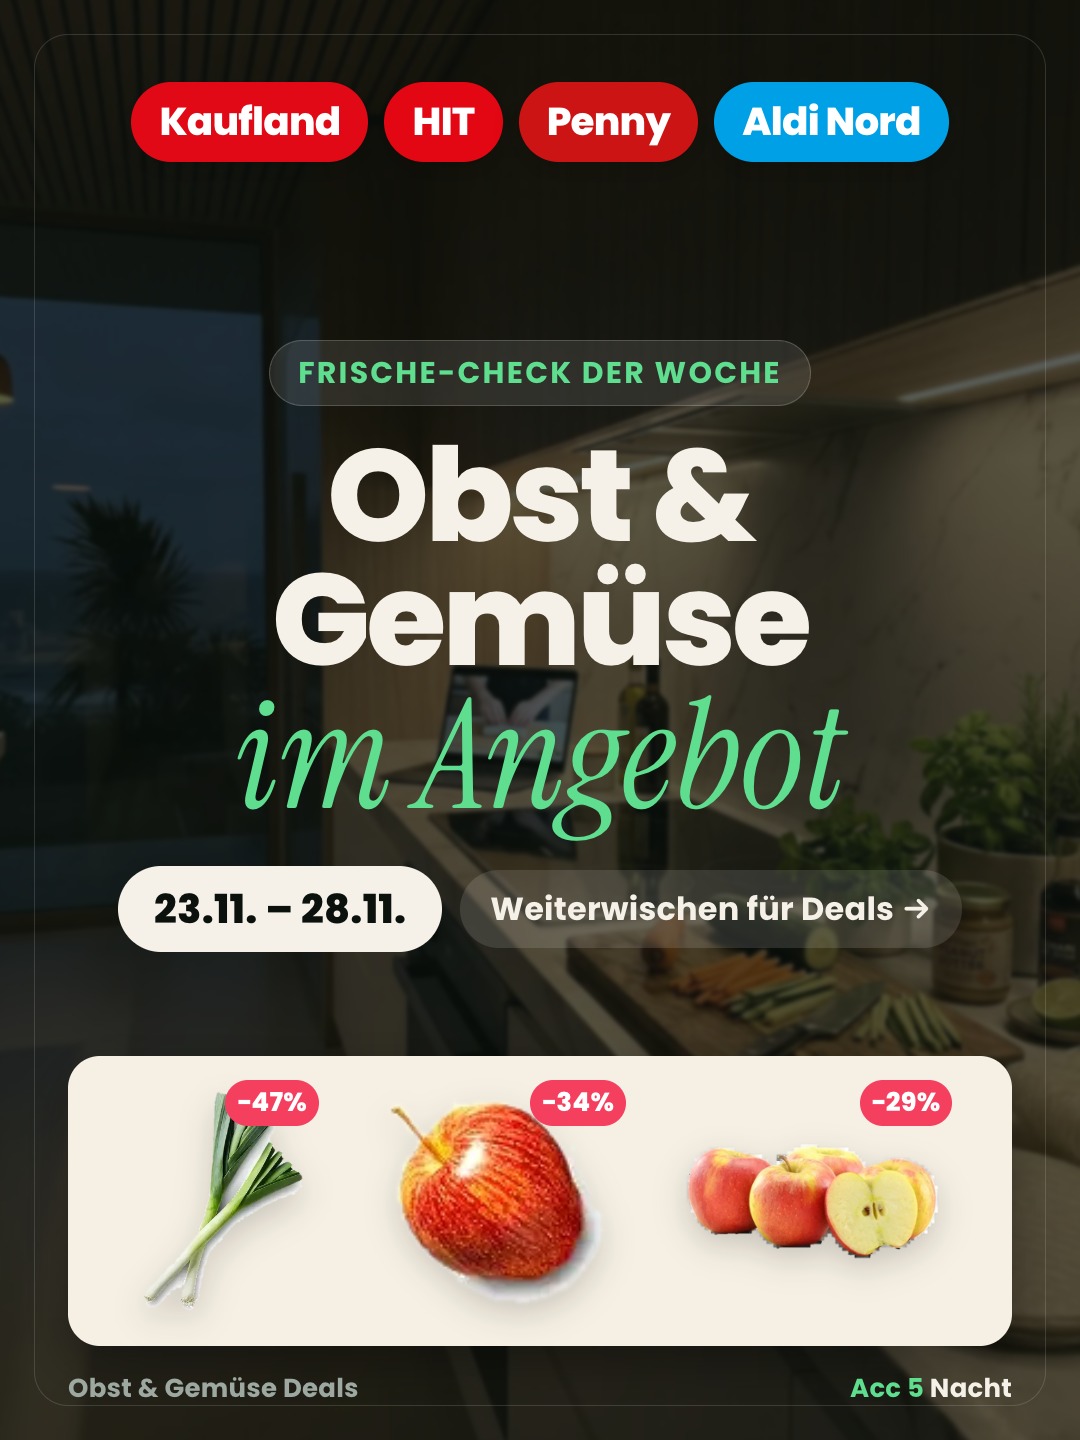 Kaufland HIT Penny Aldi Nord
FRISCHE-CHECK DER WOCHE
Obst &
Gemüse
im Angebot
23.11. – 28.11. Weiterwischen für Deals →
-47% -34% -29%
Obst & Gemüse Deals Acc 5 Nacht